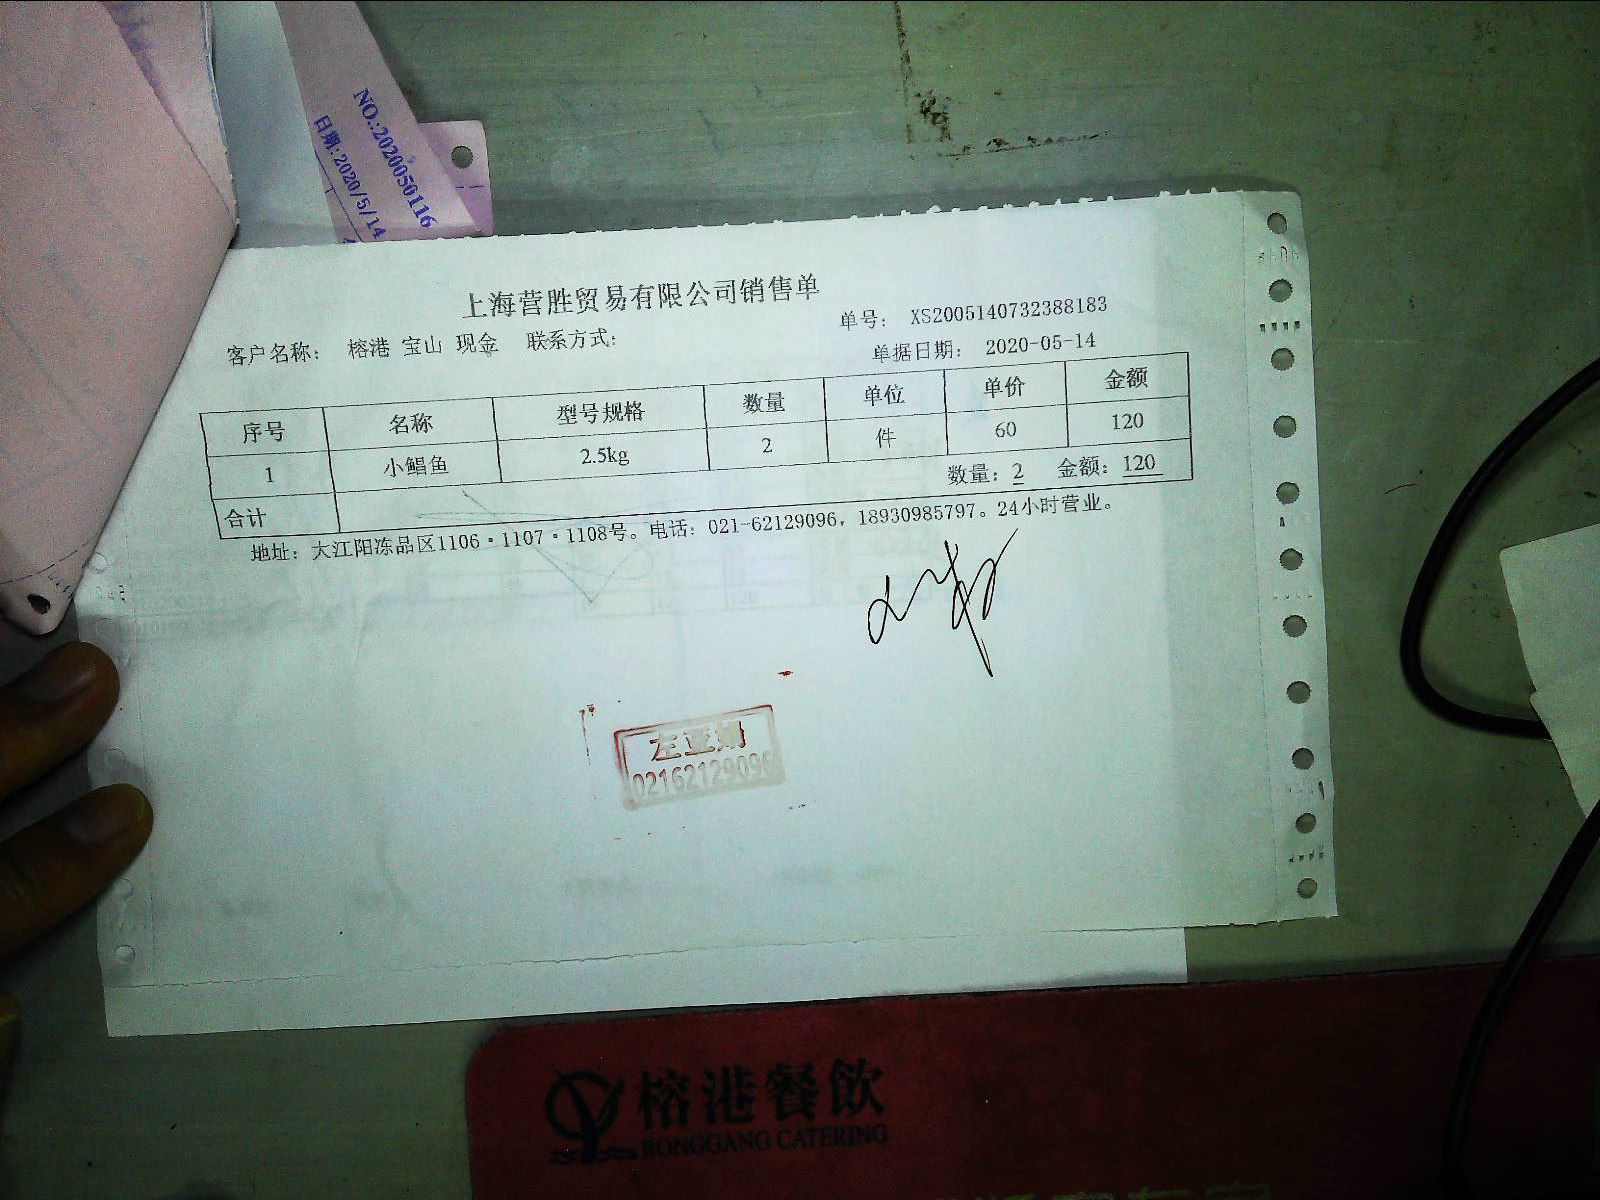 NO.:2020050116
日期:2020/5/14
上海营胜贸易有限公司销售单
单号： XS2005140732388183
客户名称： 榕港 宝山 现金 联系方式:
单据日期： 2020-05-14
序号 名称 型号规格 数量 单位 单价 金额
1 小鲳鱼 2.5kg 2 件 60 120
合计 数量：2 金额：120
地址：大江阳冻品区1106·1107·1108号。电话：021-62129096，18930985797。24小时营业。
左亚娟
02162129096
榕港餐飲
RONGGANG CATERING